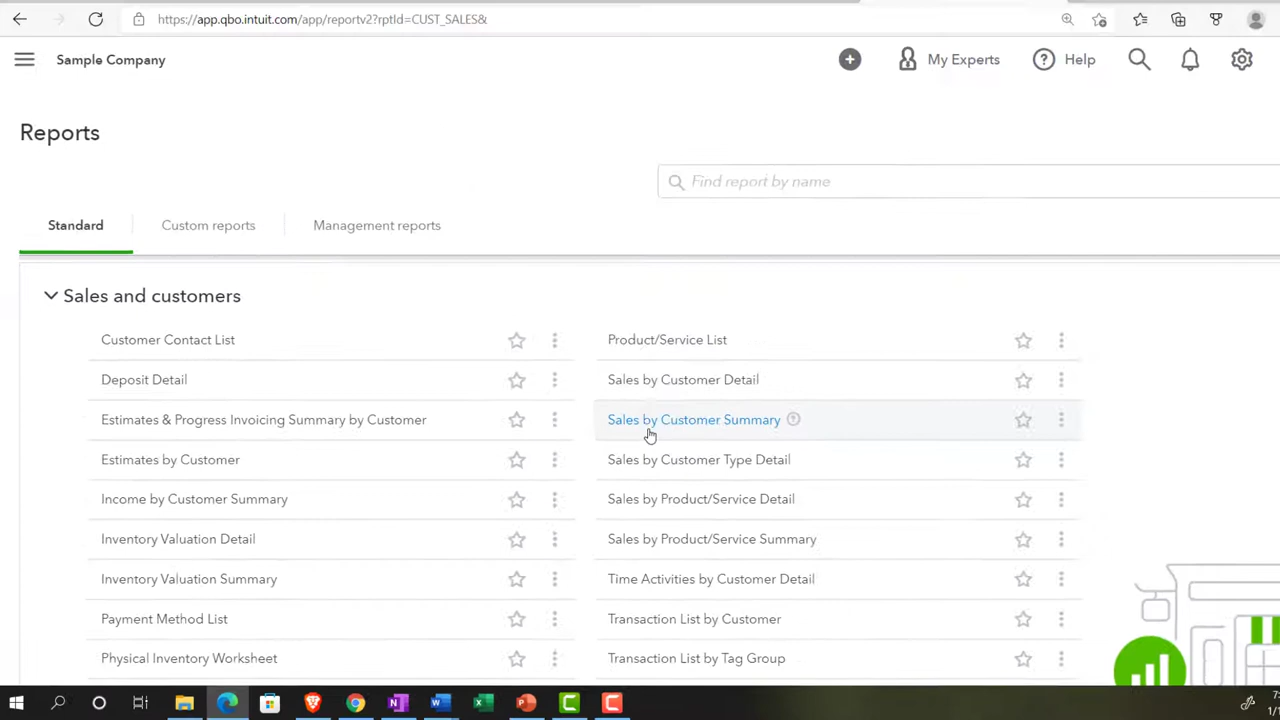 https://app.qbo.intuit.com/app/reportv2?rptId=CUST_SALES&
Sample Company
My Experts
Help
Reports
Find report by name
Standard
Custom reports
Management reports
Sales and customers
Customer Contact List
Product/Service List
Deposit Detail
Sales by Customer Detail
Estimates & Progress Invoicing Summary by Customer
Sales by Customer Summary
Estimates by Customer
Sales by Customer Type Detail
Income by Customer Summary
Sales by Product/Service Detail
Inventory Valuation Detail
Sales by Product/Service Summary
Inventory Valuation Summary
Time Activities by Customer Detail
Payment Method List
Transaction List by Customer
Physical Inventory Worksheet
Transaction List by Tag Group